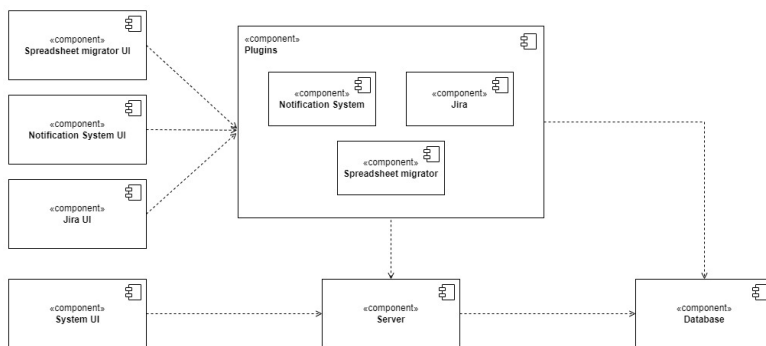 «component»
Spreadsheet migrator UI
«component»
Notification System UI
«component»
Jira UI
«component»
Plugins
«component»
Notification System
«component»
Jira
«component»
Spreadsheet migrator
«component»
System UI
«component»
Server
«component»
Database